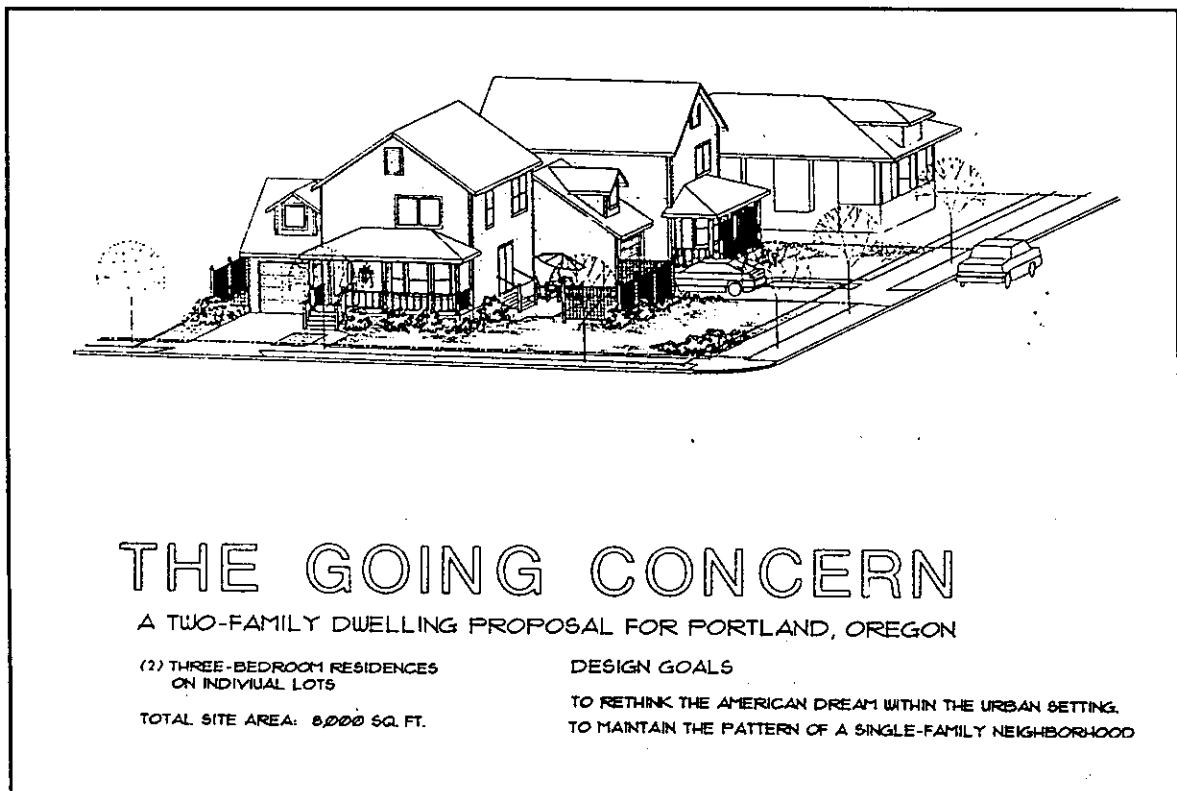 THE GOING CONCERN
A TWO-FAMILY DWELLING PROPOSAL FOR PORTLAND, OREGON
(2) THREE-BEDROOM RESIDENCES
ON INDIVIUAL LOTS
TOTAL SITE AREA: 8,000 SQ. FT.
DESIGN GOALS
TO RETHINK THE AMERICAN DREAM WITHIN THE URBAN SETTING.
TO MAINTAIN THE PATTERN OF A SINGLE-FAMILY NEIGHBORHOOD